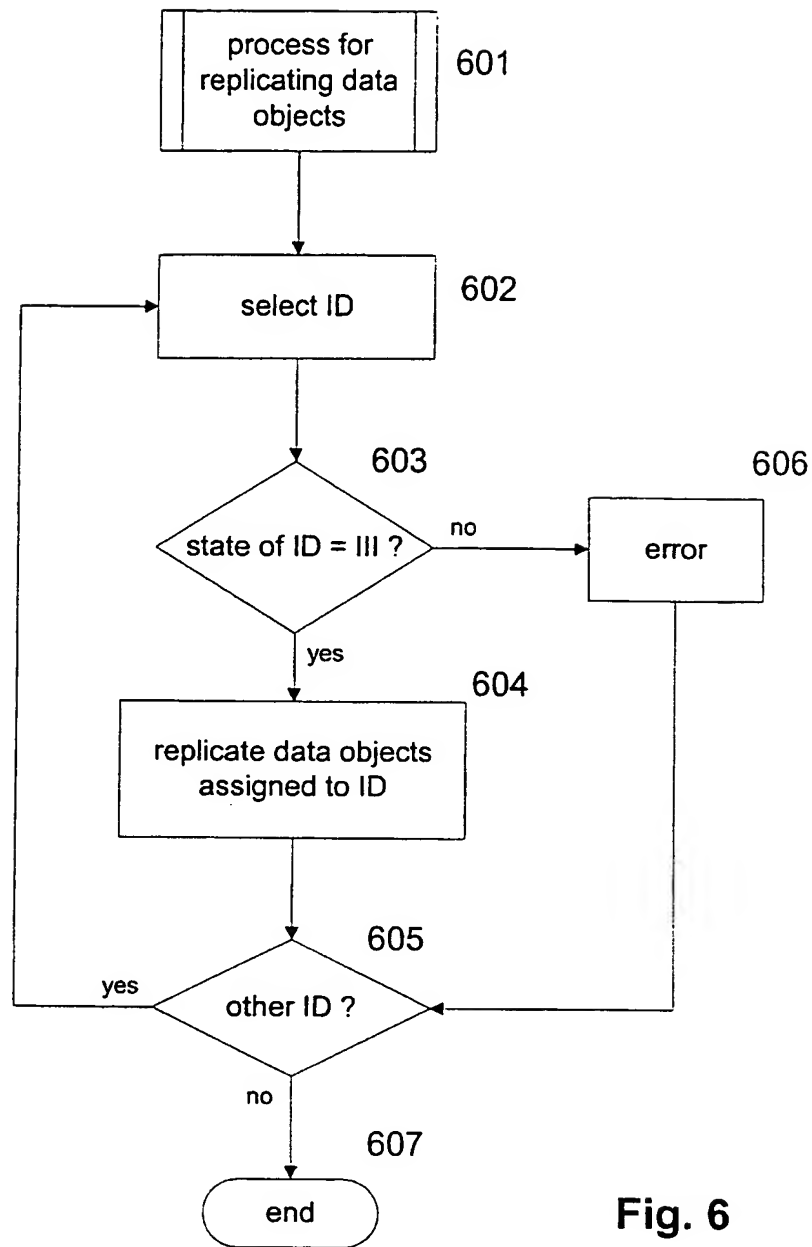 process for
replicating data
objects
601
select ID
602
603
606
state of ID = III ?
no
error
yes
604
replicate data objects
assigned to ID
605
yes
other ID ?
no
607
end
Fig. 6